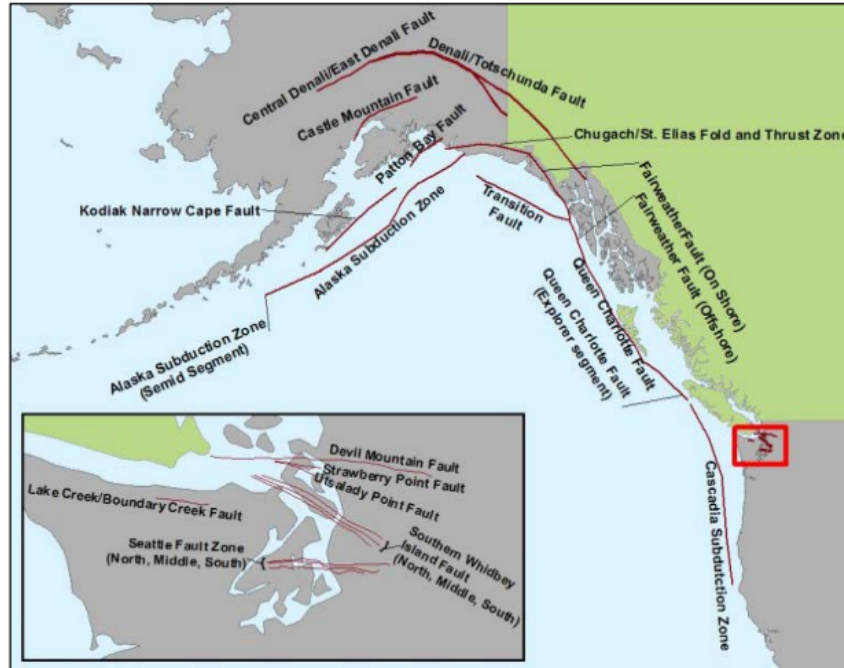 Central Denali/East Denali Fault
Denali/Totschunda Fault
Castle Mountain Fault
Patton Bay Fault
Chugach/St. Elias Fold and Thrust Zone
Kodiak Narrow Cape Fault
Transition
Fault
FairweatherFault (On Shore)
Fairweather Fault (Offshore)
Alaska Subduction Zone
Queen Charlotte Fault
Queen Charlotte Fault
(Explorer segment)
Alaska Subduction Zone
(Semid Segment)
Cascadia Subdutction Zone
Devil Mountain Fault
Strawberry Point Fault
Utsalady Point Fault
Lake Creek/Boundary Creek Fault
Seattle Fault Zone
(North, Middle, South)
Southern Whidbey
Island Fault
(North, Middle, South)